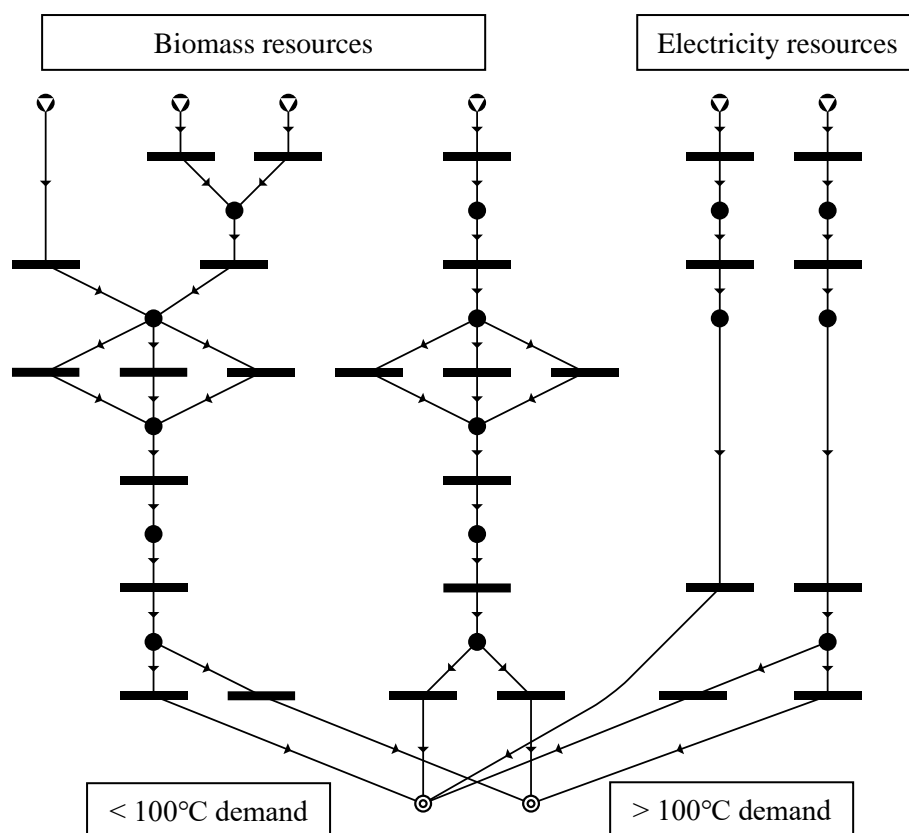 Biomass resources
Electricity resources
< 100°C demand
> 100°C demand